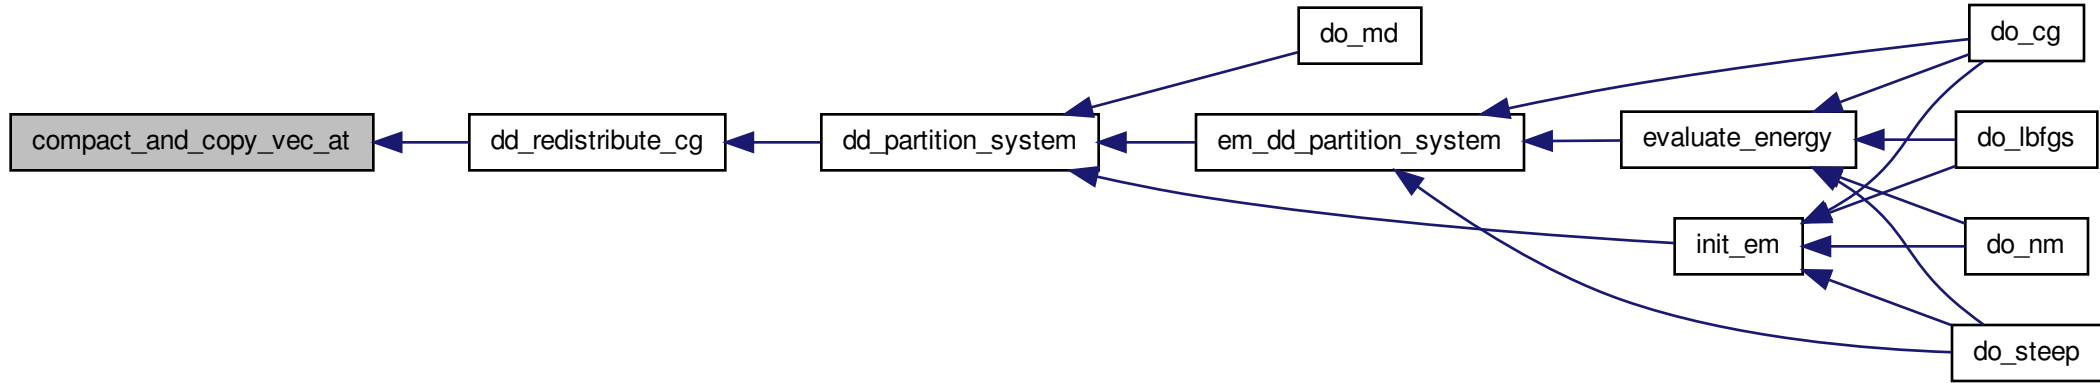 compact_and_copy_vec_at
dd_redistribute_cg
dd_partition_system
do_md
em_dd_partition_system
evaluate_energy
init_em
do_cg
do_lbfgs
do_nm
do_steep